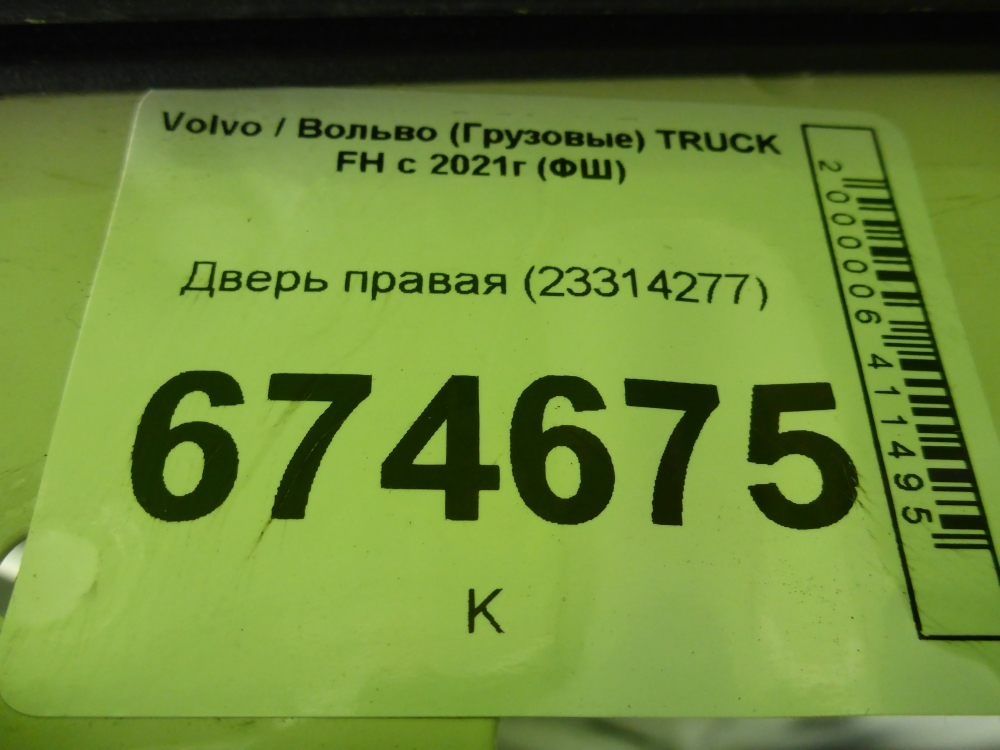 Volvo / Вольво (Грузовые) TRUCK
FH с 2021г (ФШ)
Дверь правая (23314277)
674675
К
2000006411495